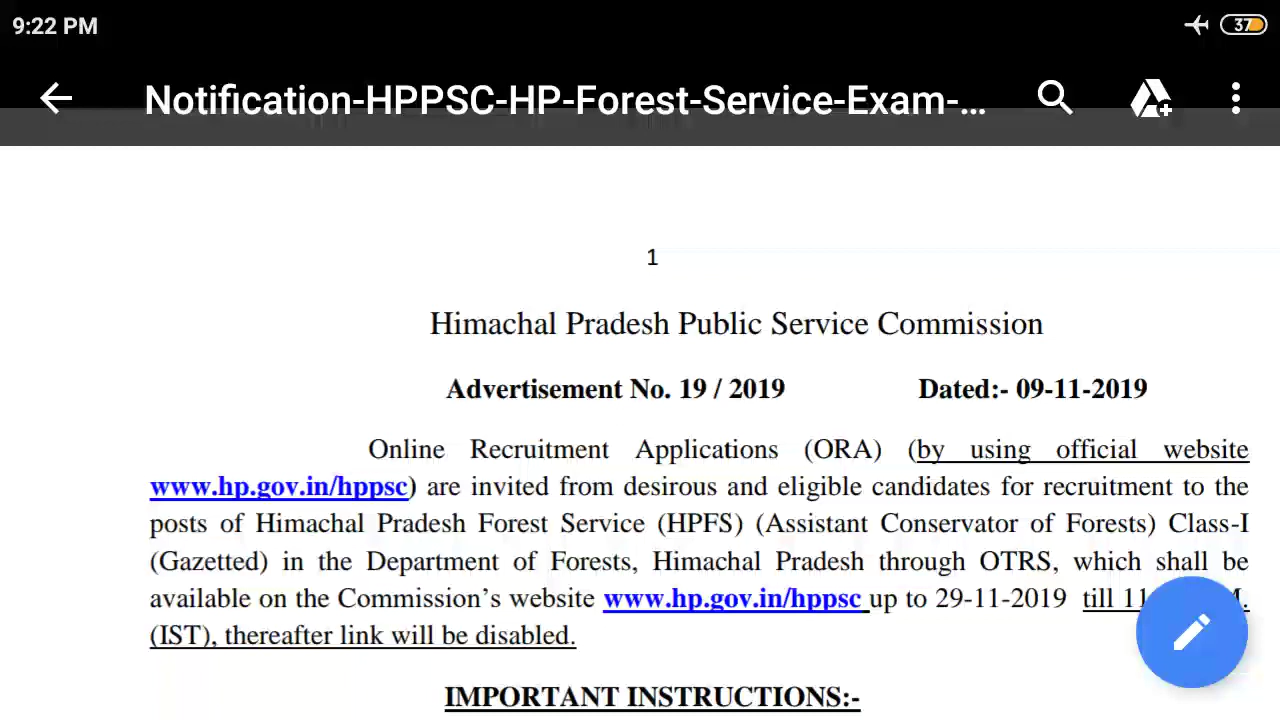 9:22 PM
37
Notification-HPPSC-HP-Forest-Service-Exam-...
1
Himachal Pradesh Public Service Commission
Advertisement No. 19 / 2019 Dated:- 09-11-2019
Online Recruitment Applications (ORA) (by using official website
www.hp.gov.in/hppsc) are invited from desirous and eligible candidates for recruitment to the
posts of Himachal Pradesh Forest Service (HPFS) (Assistant Conservator of Forests) Class-I
(Gazetted) in the Department of Forests, Himachal Pradesh through OTRS, which shall be
available on the Commission's website www.hp.gov.in/hppsc up to 29-11-2019 till 11
(IST), thereafter link will be disabled.
IMPORTANT INSTRUCTIONS:-